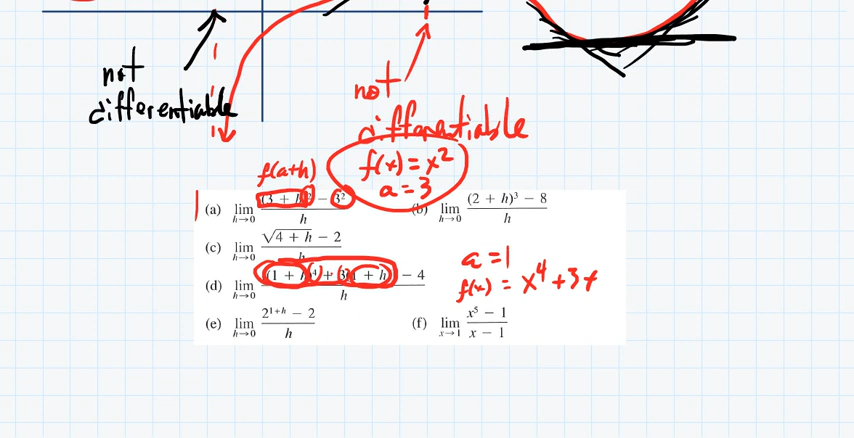 not
differentiable
not
differentiable
f(a+h)
f(x) = x²
a = 3
(a) lim h→0 (3 + h)² − 3² / h
(b) lim h→0 (2 + h)³ − 8 / h
(c) lim h→0 √4 + h − 2 / h
(d) lim h→0 (1 + h)⁴ + 3(1 + h) − 4 / h
a = 1
f(x) = x⁴ + 3x
(e) lim h→0 2¹⁺ʰ − 2 / h
(f) lim x→1 x⁵ − 1 / x − 1